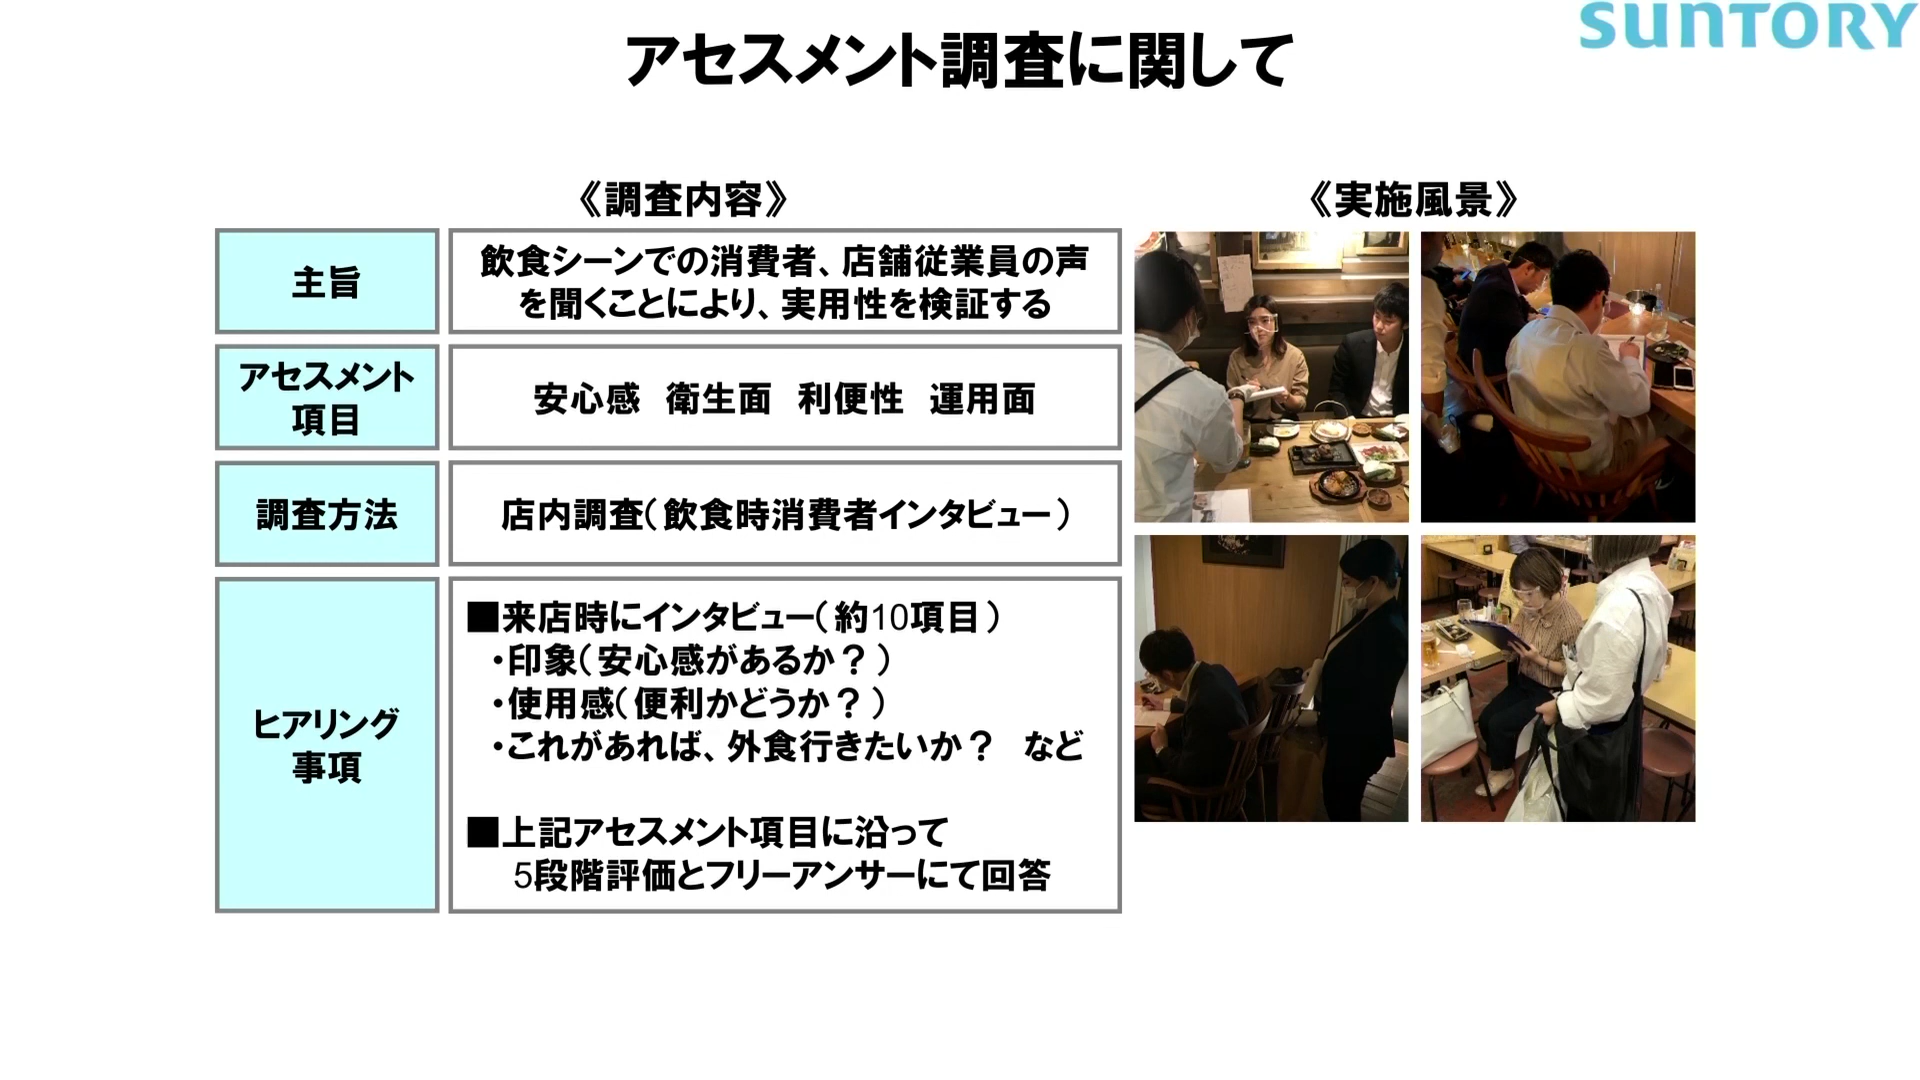 SUNTORY
アセスメント調査に関して
《調査内容》
主旨
飲食シーンでの消費者、店舗従業員の声
を聞くことにより、実用性を検証する
アセスメント
項目
安心感　衛生面　利便性　運用面
調査方法
店内調査（飲食時消費者インタビュー）
ヒアリング
事項
■来店時にインタビュー（約10項目）
・印象（安心感があるか？）
・使用感（便利かどうか？）
・これがあれば、外食行きたいか？　など
■上記アセスメント項目に沿って
5段階評価とフリーアンサーにて回答
《実施風景》